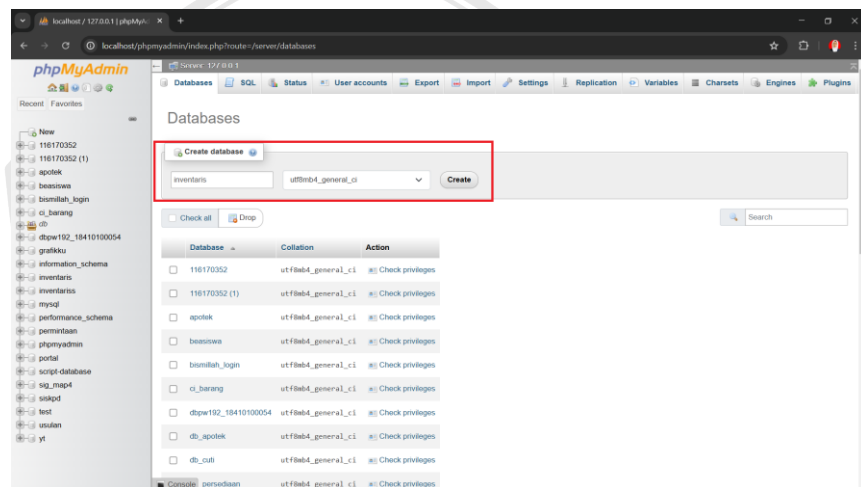 localhost / 127.0.0.1 | phpMyA
localhost/phpmyadmin/index.php?route=/server/databases
phpMyAdmin
Recent Favorites
New
116170352
116170352 (1)
apotek
beasiswa
bismillah_login
ci_barang
db
dbpw192_18410100054
grafikku
information_schema
inventaris
inventariss
mysql
performance_schema
permintaan
phpmyadmin
portal
script-database
sig_map4
siskpd
test
usulan
yt
Server: 127.0.0.1
Databases SQL Status User accounts Export Import Settings Replication Variables Charsets Engines Plugins
Databases
Create database
inventaris utf8mb4_general_ci Create
Check all Drop Search
Database Collation Action
116170352 utf8mb4_general_ci Check privileges
116170352 (1) utf8mb4_general_ci Check privileges
apotek utf8mb4_general_ci Check privileges
beasiswa utf8mb4_general_ci Check privileges
bismillah_login utf8mb4_general_ci Check privileges
ci_barang utf8mb4_general_ci Check privileges
dbpw192_18410100054 utf8mb4_general_ci Check privileges
db_apotek utf8mb4_general_ci Check privileges
db_cuti utf8mb4_general_ci Check privileges
Console persediaan utf8mb4_general_ci Check privileges